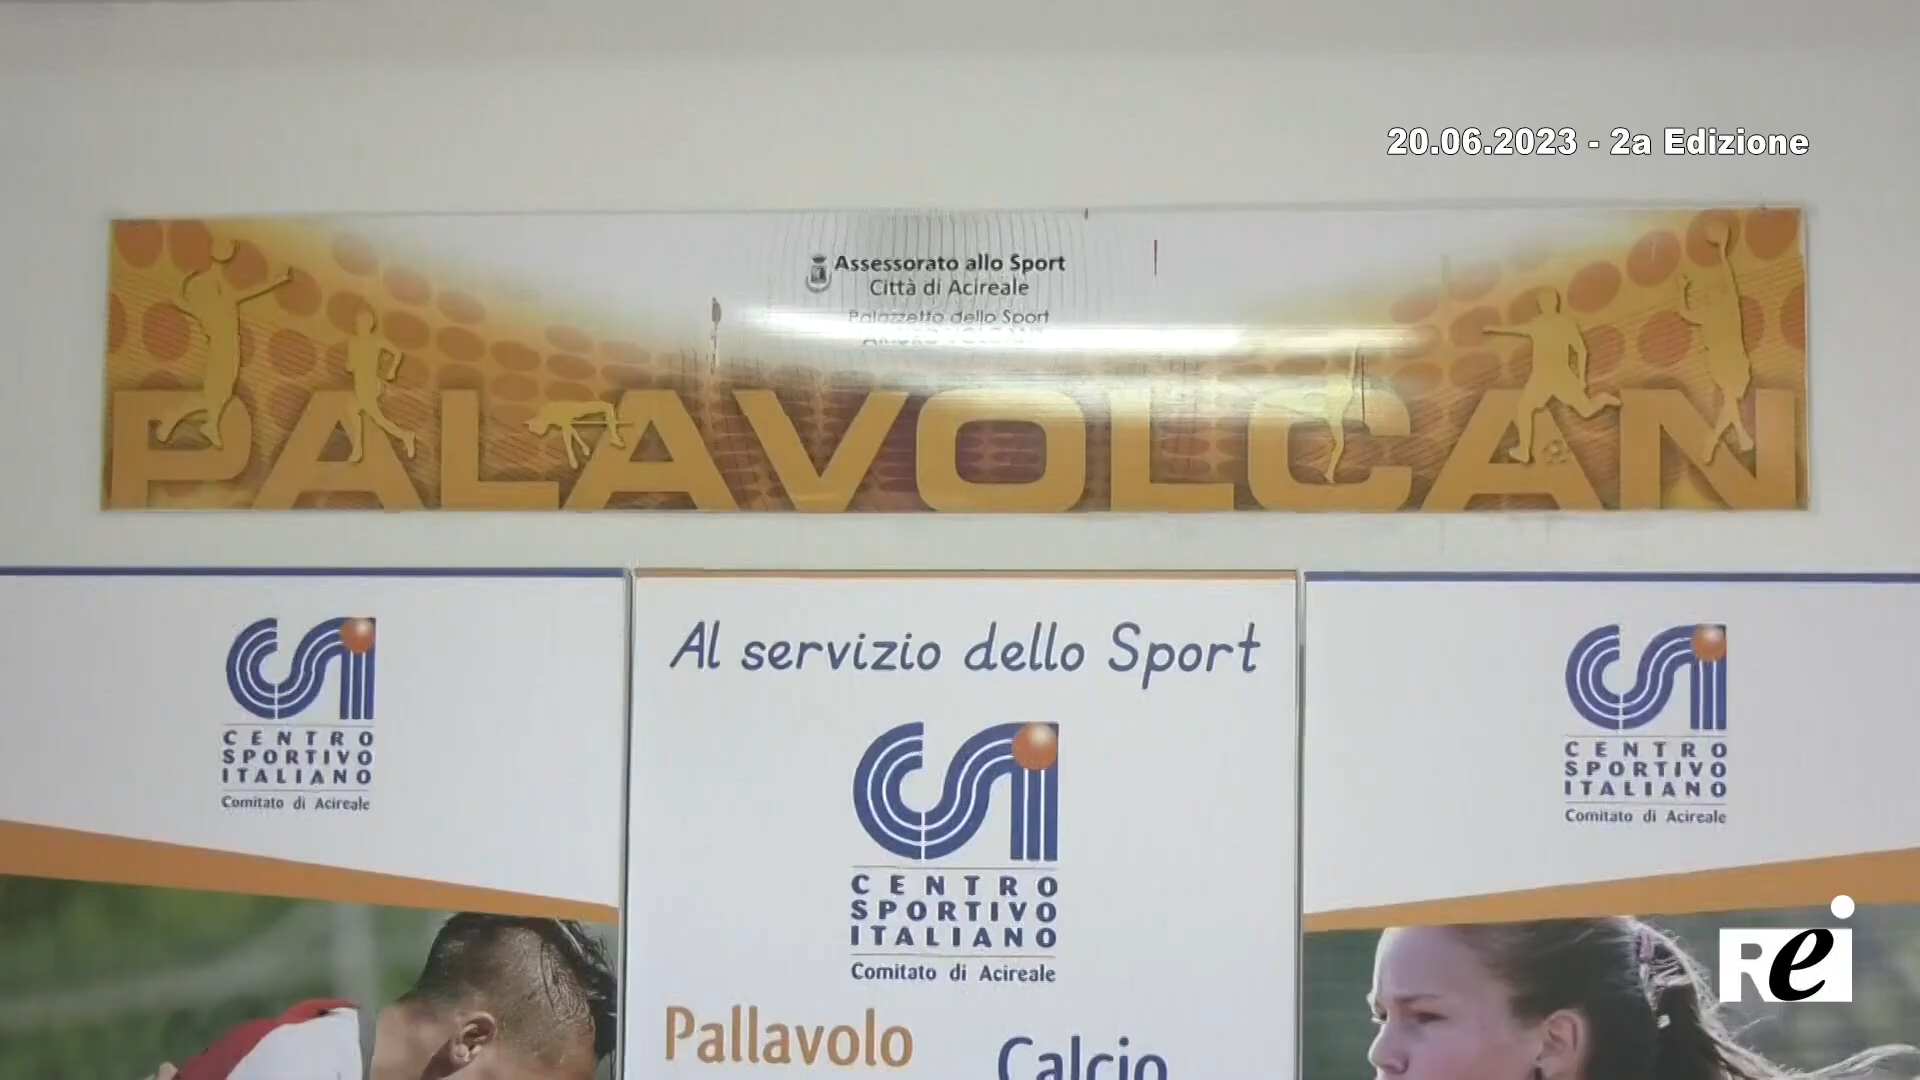 20.06.2023 - 2a Edizione
Assessorato allo Sport
Città di Acireale
Palazzetto dello Sport
PALAVOLCAN
CSI
CENTRO
SPORTIVO
ITALIANO
Comitato di Acireale
Al servizio dello Sport
CSI
CENTRO
SPORTIVO
ITALIANO
Comitato di Acireale
Pallavolo
Calcio
CSI
CENTRO
SPORTIVO
ITALIANO
Comitato di Acireale
Rei